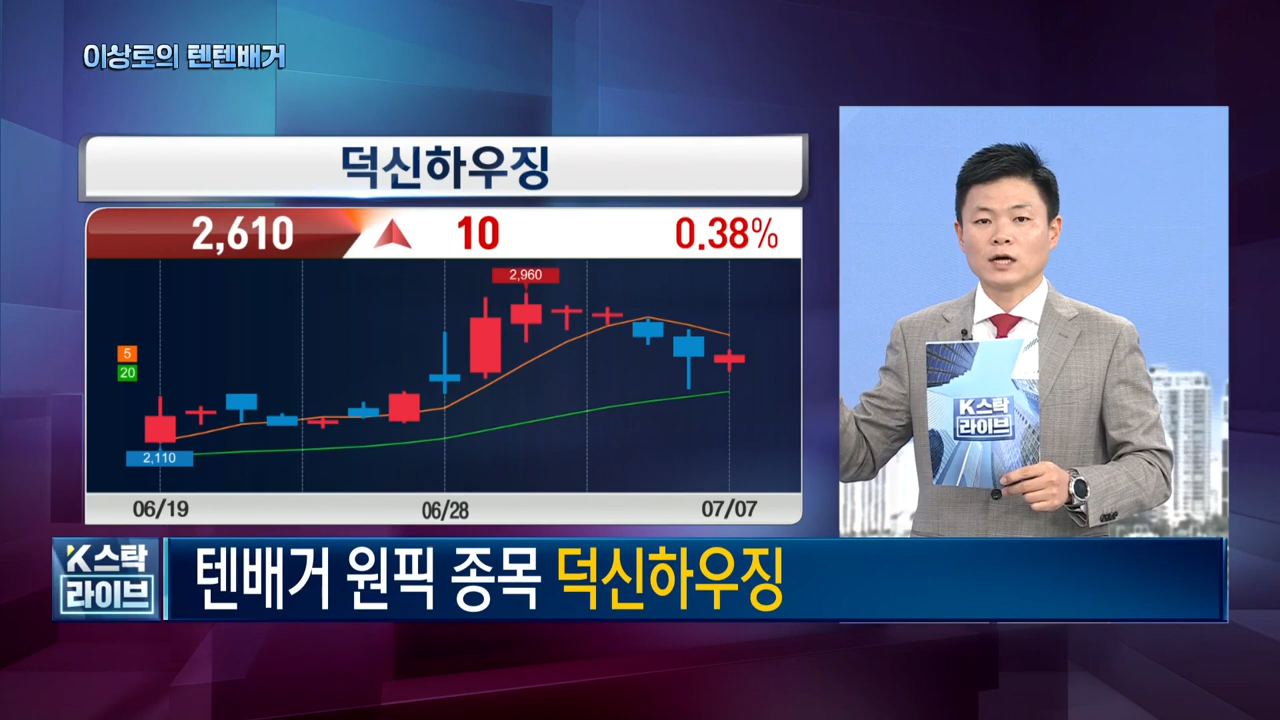 이상로의 텐텐배거
덕신하우징
2,610 10 0.38%
2,960
5
20
2,110
06/19 06/28 07/07
K스탁
라이브
K스탁
라이브
텐배거 원픽 종목 덕신하우징